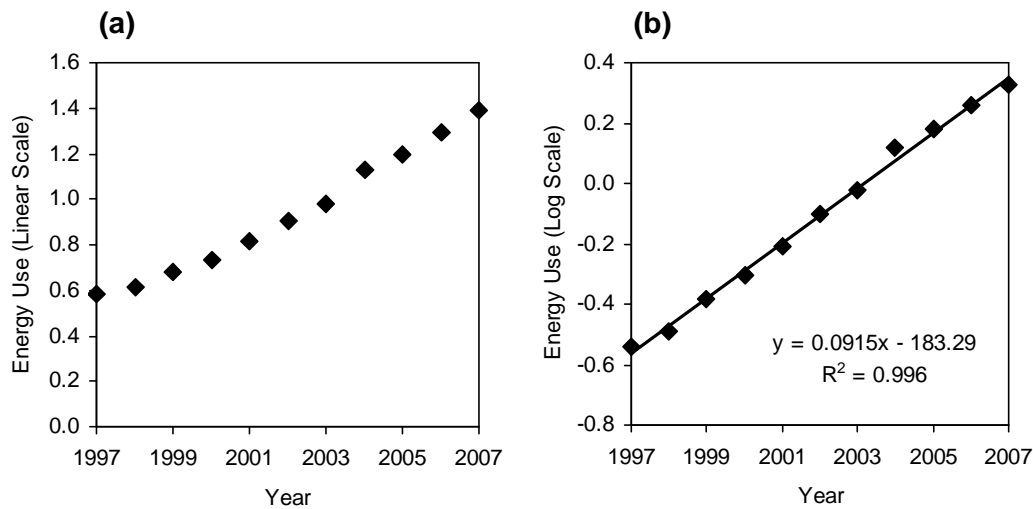 (a)
Energy Use (Linear Scale)
1.6
1.4
1.2
1.0
0.8
0.6
0.4
0.2
0.0
1997 1999 2001 2003 2005 2007
Year
(b)
Energy Use (Log Scale)
0.4
0.2
0.0
-0.2
-0.4
-0.6
-0.8
y = 0.0915x - 183.29
R² = 0.996
1997 1999 2001 2003 2005 2007
Year